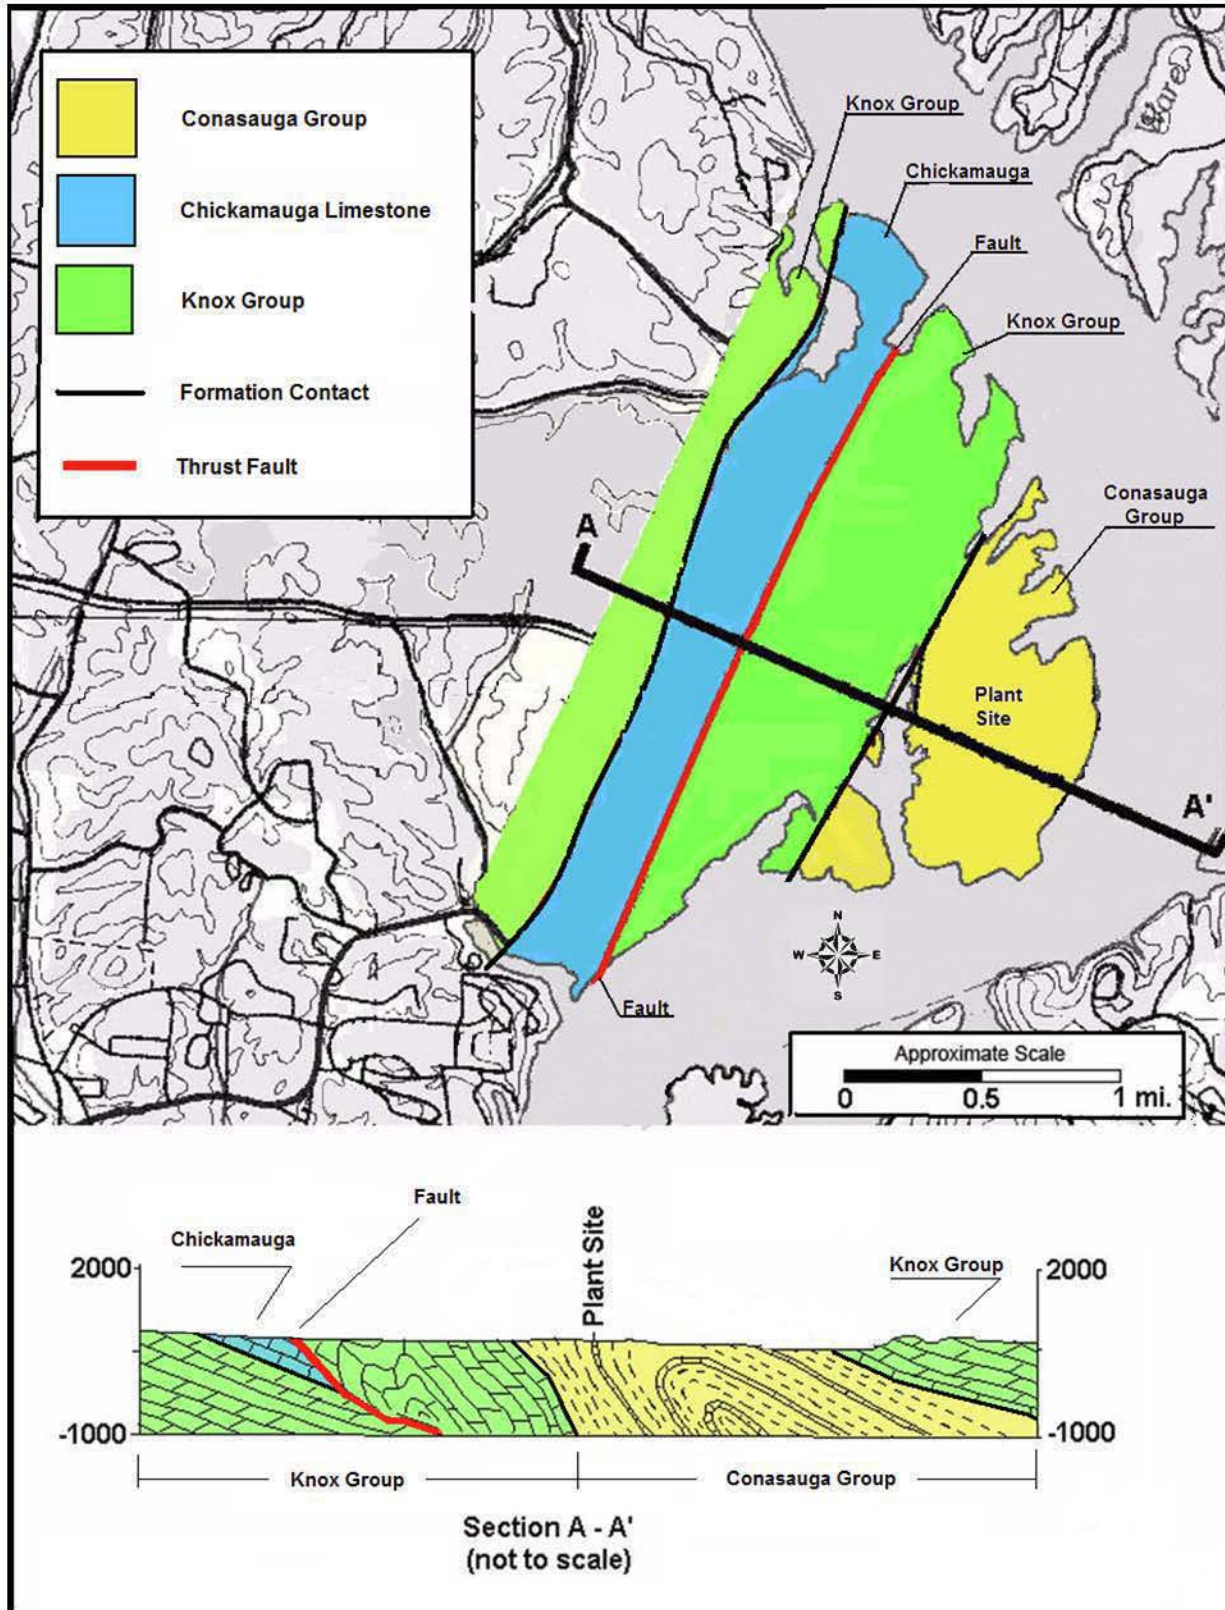 Conasauga Group
Chickamauga Limestone
Knox Group
Formation Contact
Thrust Fault
Ware
Knox Group
Chickamauga
Fault
Knox Group
Conasauga
Group
A
Plant
Site
A'
N
W E
S
Fault
Approximate Scale
0 0.5 1 mi.
Fault
Chickamauga
Plant Site
Knox Group
2000
2000
-1000
-1000
Knox Group
Conasauga Group
Section A - A'
(not to scale)